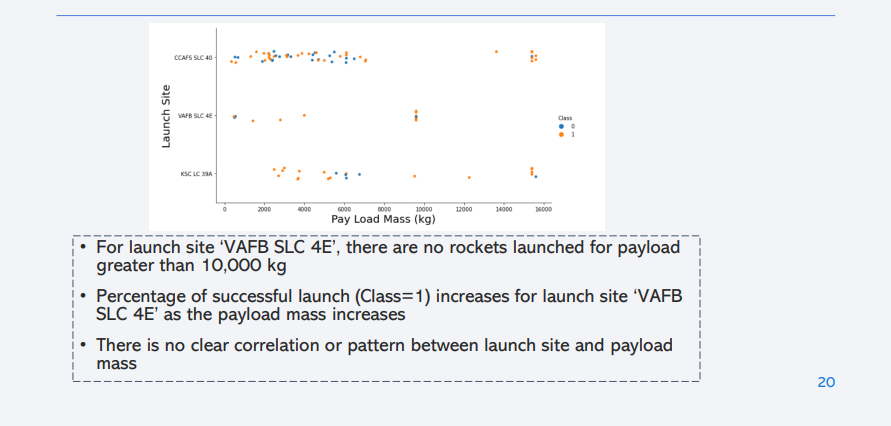 CCAFS SLC 40
VAFB SLC 4E
KSC LC 39A
Launch Site
0
2000
4000
6000
8000
10000
12000
14000
16000
Pay Load Mass (kg)
Class
0
1
• For launch site ‘VAFB SLC 4E’, there are no rockets launched for payload
greater than 10,000 kg
• Percentage of successful launch (Class=1) increases for launch site ‘VAFB
SLC 4E’ as the payload mass increases
• There is no clear correlation or pattern between launch site and payload
mass
20